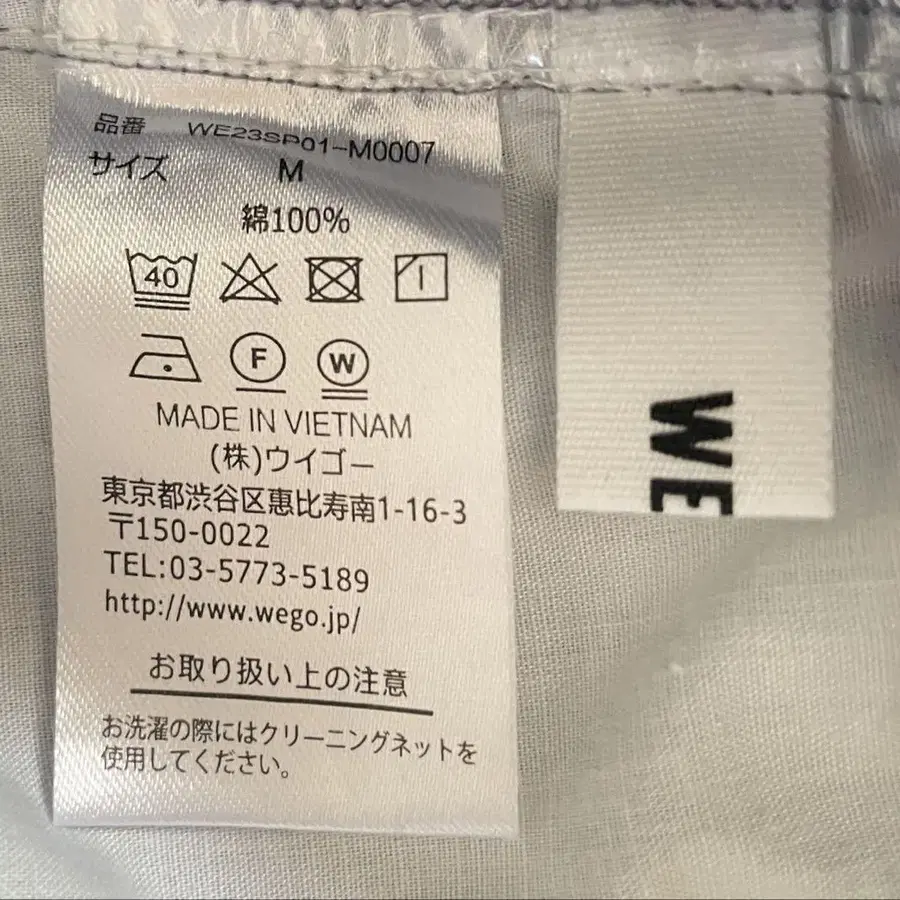 品番 WE23SP01-M0007
サイズ M
綿100%
40
F W
MADE IN VIETNAM
(株)ウイゴー
東京都渋谷区恵比寿南1-16-3
〒150-0022
TEL:03-5773-5189
http://www.wego.jp/
お取り扱い上の注意
お洗濯の際にはクリーニングネットを
使用してください。
WE